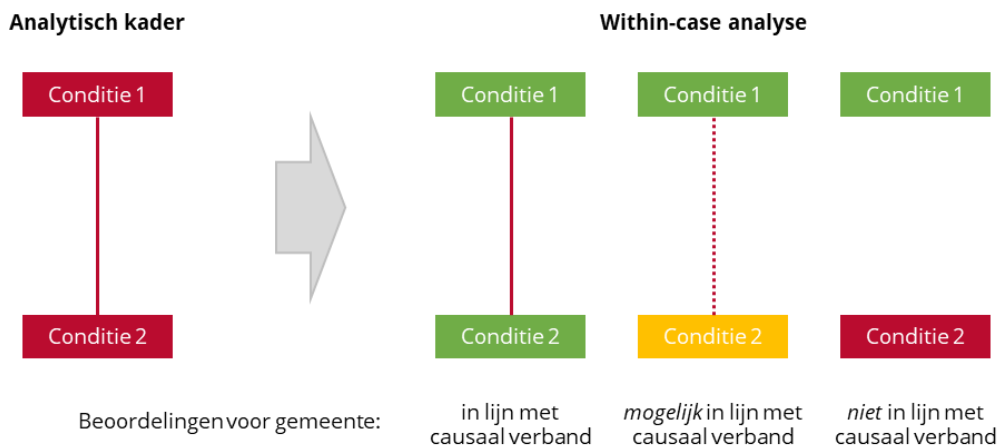 Analytisch kader
Within-case analyse
Conditie 1
Conditie 1
Conditie 1
Conditie 1
Conditie 2
Conditie 2
Conditie 2
Conditie 2
Beoordelingen voor gemeente:
in lijn met
causaal verband
mogelijk in lijn met
causaal verband
niet in lijn met
causaal verband